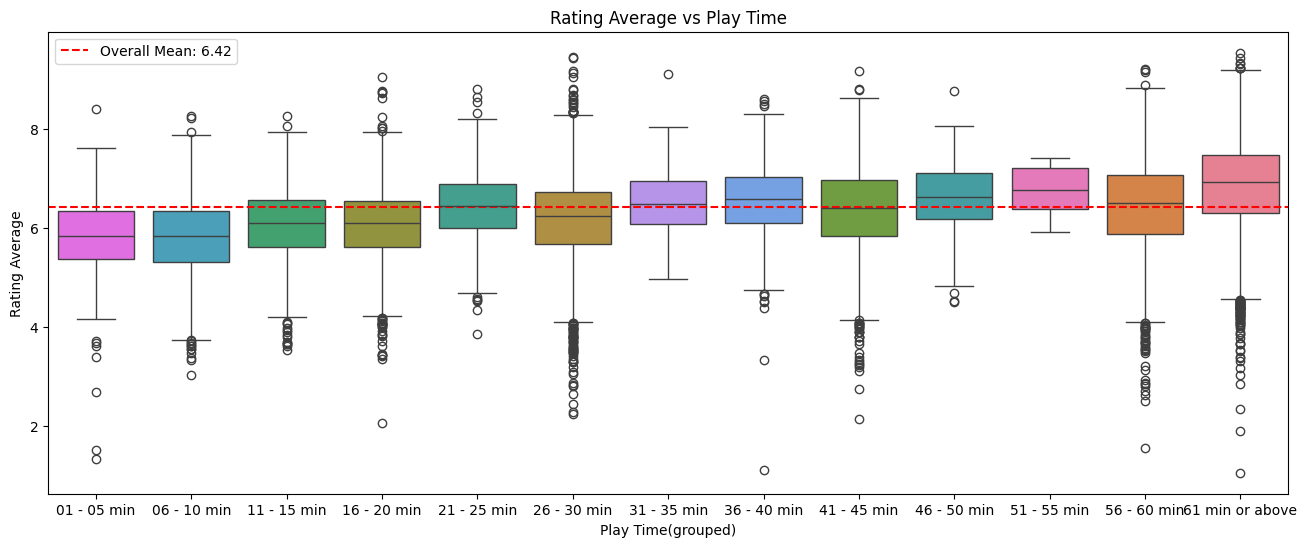 Rating Average vs Play Time
Overall Mean: 6.42
Rating Average
8
6
4
2
01 - 05 min
06 - 10 min
11 - 15 min
16 - 20 min
21 - 25 min
26 - 30 min
31 - 35 min
36 - 40 min
41 - 45 min
46 - 50 min
51 - 55 min
56 - 60 min
61 min or above
Play Time(grouped)